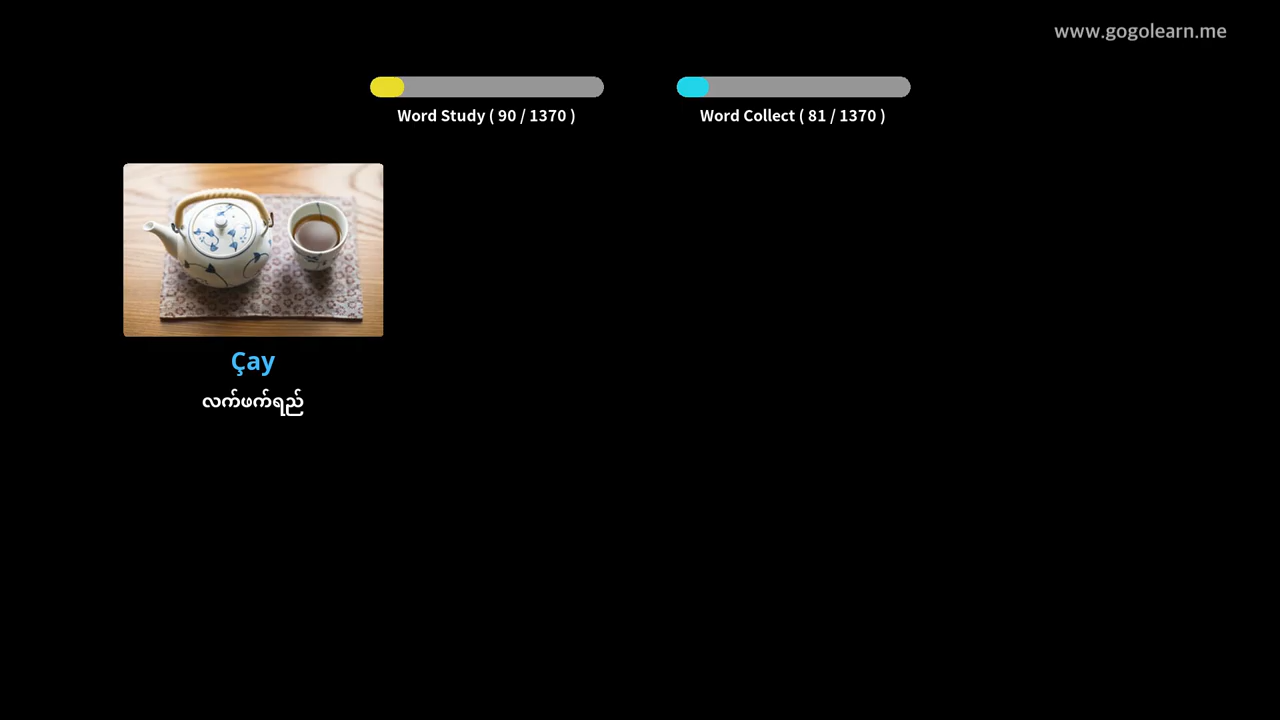 www.gogolearn.me
Word Study ( 90 / 1370 )
Word Collect ( 81 / 1370 )
Çay
လက်ဖက်ရည်